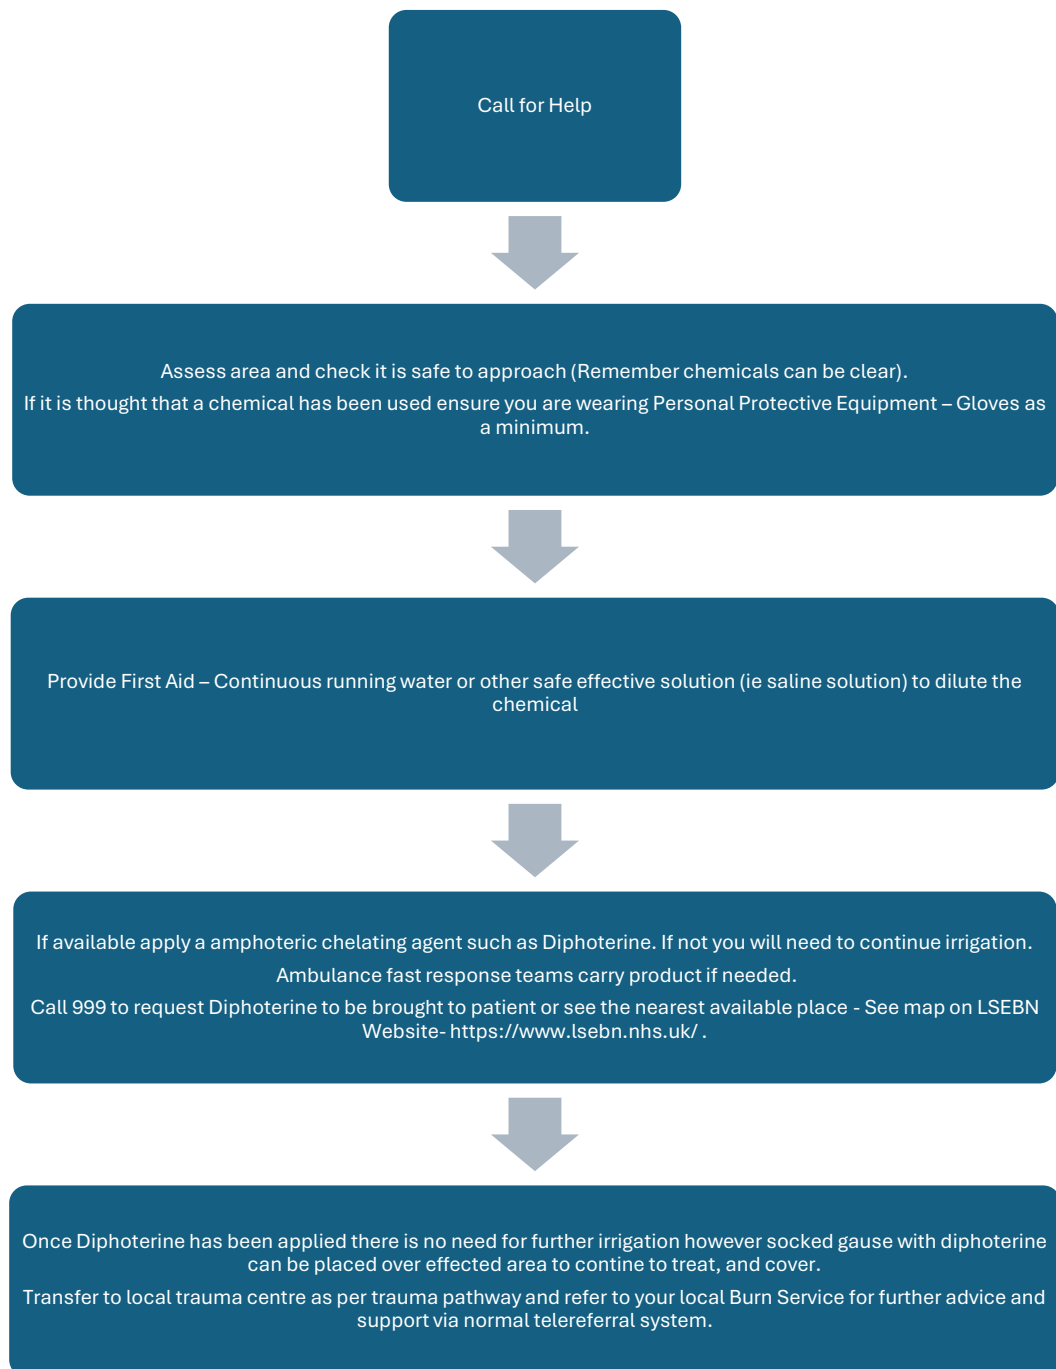 Call for Help
Assess area and check it is safe to approach (Remember chemicals can be clear).
If it is thought that a chemical has been used ensure you are wearing Personal Protective Equipment – Gloves as
a minimum.
Provide First Aid – Continuous running water or other safe effective solution (ie saline solution) to dilute the
chemical
If available apply a amphoteric chelating agent such as Diphoterine. If not you will need to continue irrigation.
Ambulance fast response teams carry product if needed.
Call 999 to request Diphoterine to be brought to patient or see the nearest available place - See map on LSEBN
Website- https://www.lsebn.nhs.uk/ .
Once Diphoterine has been applied there is no need for further irrigation however socked gause with diphoterine
can be placed over effected area to contine to treat, and cover.
Transfer to local trauma centre as per trauma pathway and refer to your local Burn Service for further advice and
support via normal telereferral system.